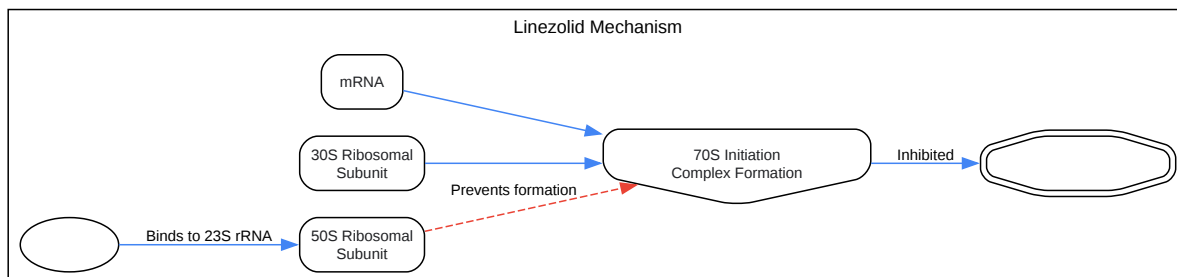 Linezolid Mechanism
mRNA
30S Ribosomal
Subunit
70S Initiation
Complex Formation
Inhibited
Prevents formation
Binds to 23S rRNA
50S Ribosomal
Subunit